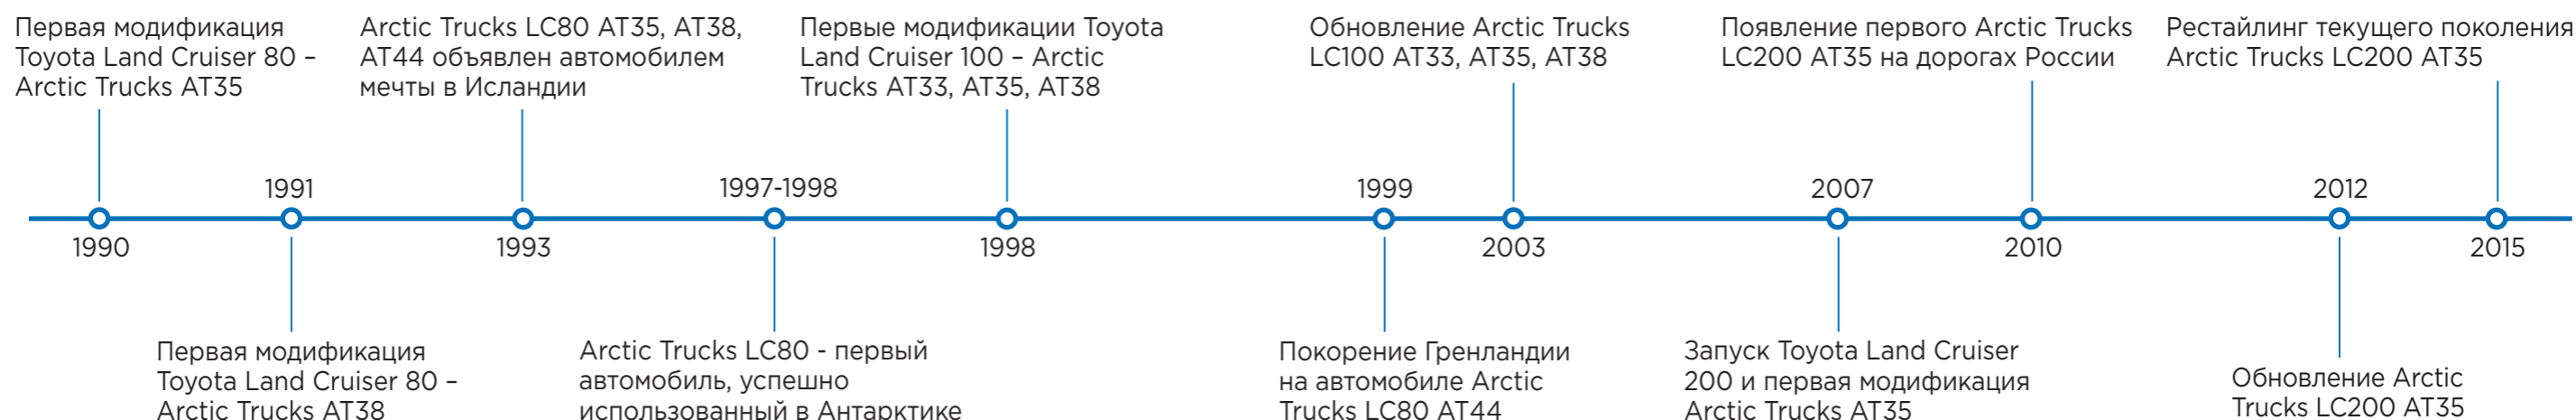 Первая модификация
Toyota Land Cruiser 80 –
Arctic Trucks AT35
Arctic Trucks LC80 AT35, AT38,
AT44 объявлен автомобилем
мечты в Исландии
Первые модификации Toyota
Land Cruiser 100 – Arctic
Trucks AT33, AT35, AT38
Обновление Arctic Trucks
LC100 AT33, AT35, AT38
Появление первого Arctic Trucks
LC200 AT35 на дорогах России
Рестайлинг текущего поколения
Arctic Trucks LC200 AT35
1991
1997-1998
1999
2007
2012
1990
1993
1998
2003
2010
2015
Первая модификация
Toyota Land Cruiser 80 –
Arctic Trucks AT38
Arctic Trucks LC80 - первый
автомобиль, успешно
использованный в Антарктике
Покорение Гренландии
на автомобиле Arctic
Trucks LC80 AT44
Запуск Toyota Land Cruiser
200 и первая модификация
Arctic Trucks AT35
Обновление Arctic
Trucks LC200 AT35